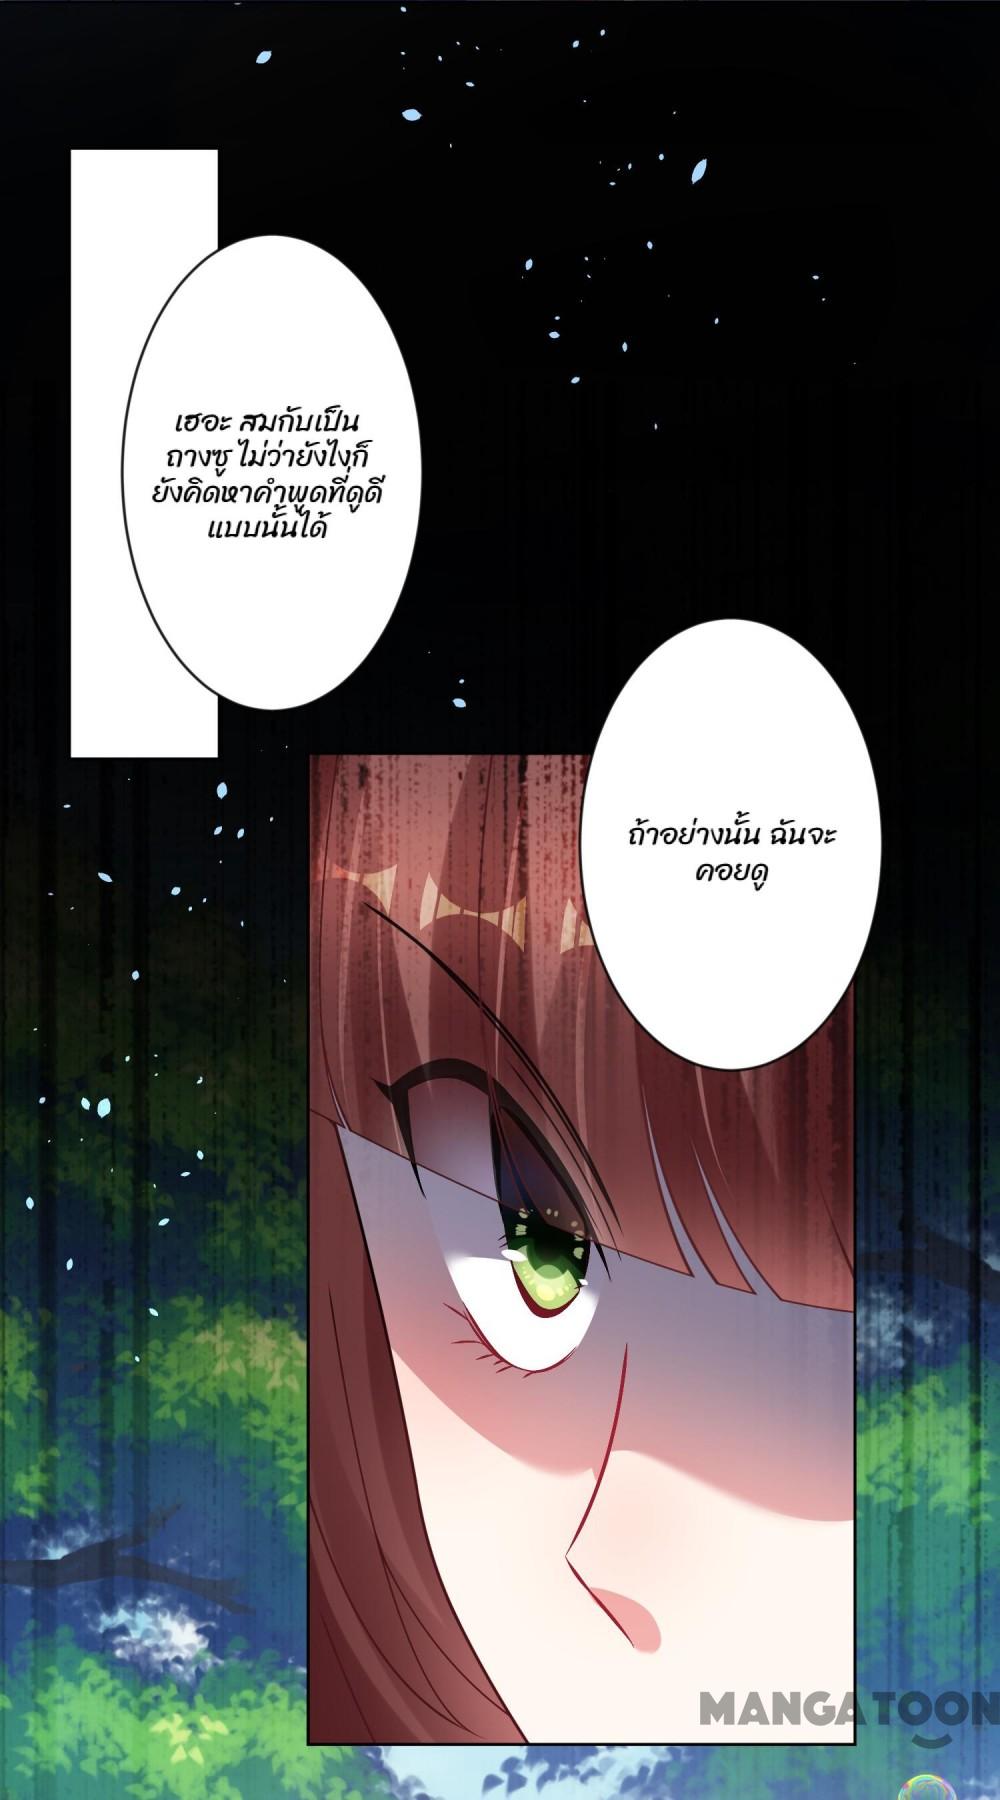 เฮอะ สมกับเป็น
ถางซู ไม่ว่ายังไงก็
ยังคิดหาคำพูดที่ดูดี
แบบนั้นได้
ถ้าอย่างนั้น ฉันจะ
คอยดู
MANGATOON